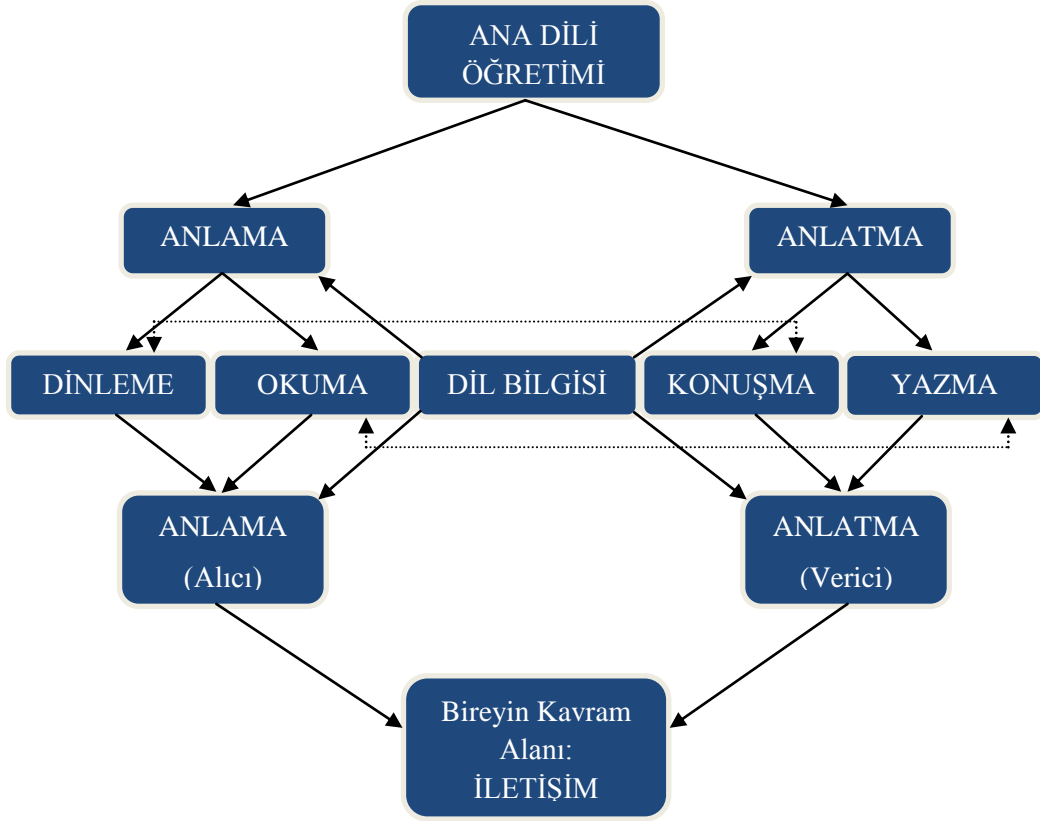 ANA DİLİ
ÖĞRETİMİ
ANLAMA
ANLATMA
DİNLEME
OKUMA
DİL BİLGİSİ
KONUŞMA
YAZMA
ANLAMA
(Alıcı)
ANLATMA
(Verici)
Bireyin Kavram
Alanı:
İLETİŞİM